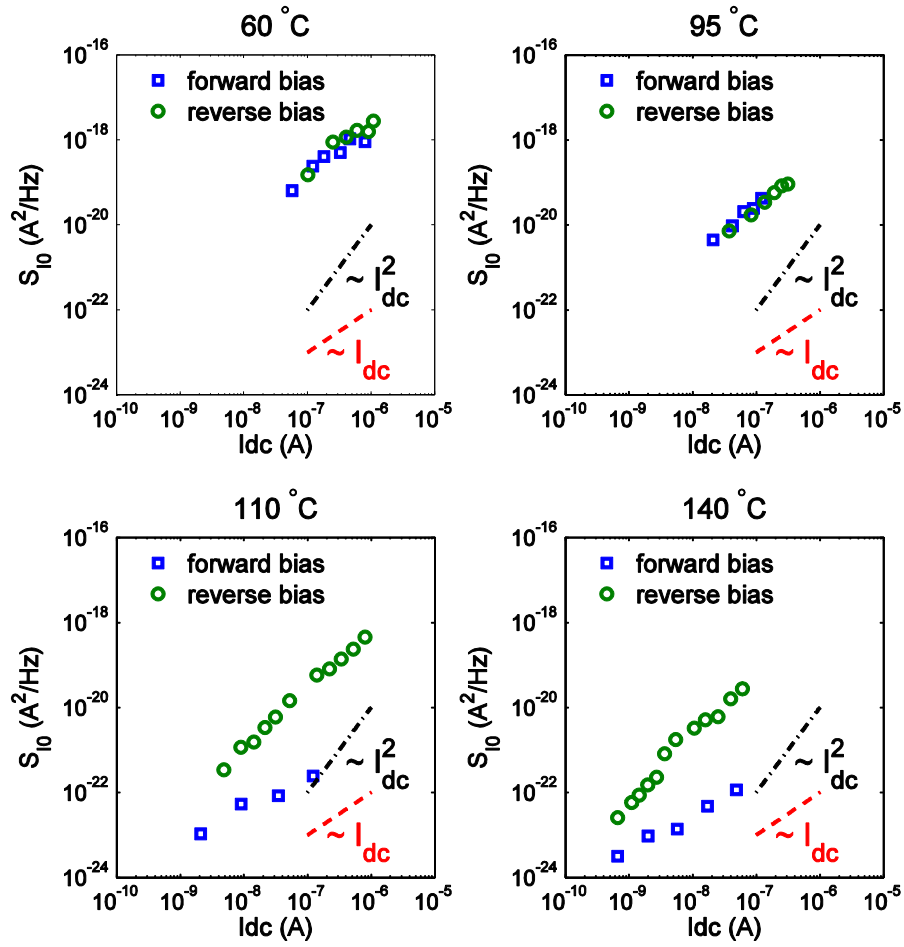 60 °C
10^-16
10^-18
10^-20
10^-22
10^-24
S_I0 (A^2/Hz)
forward bias
reverse bias
~ I_dc^2
~ I_dc
10^-10 10^-9 10^-8 10^-7 10^-6 10^-5
Idc (A)
95 °C
10^-16
10^-18
10^-20
10^-22
10^-24
S_I0 (A^2/Hz)
forward bias
reverse bias
~ I_dc^2
~ I_dc
10^-10 10^-9 10^-8 10^-7 10^-6 10^-5
Idc (A)
110 °C
10^-16
10^-18
10^-20
10^-22
10^-24
S_I0 (A^2/Hz)
forward bias
reverse bias
~ I_dc^2
~ I_dc
10^-10 10^-9 10^-8 10^-7 10^-6 10^-5
Idc (A)
140 °C
10^-16
10^-18
10^-20
10^-22
10^-24
S_I0 (A^2/Hz)
forward bias
reverse bias
~ I_dc^2
~ I_dc
10^-10 10^-9 10^-8 10^-7 10^-6 10^-5
Idc (A)